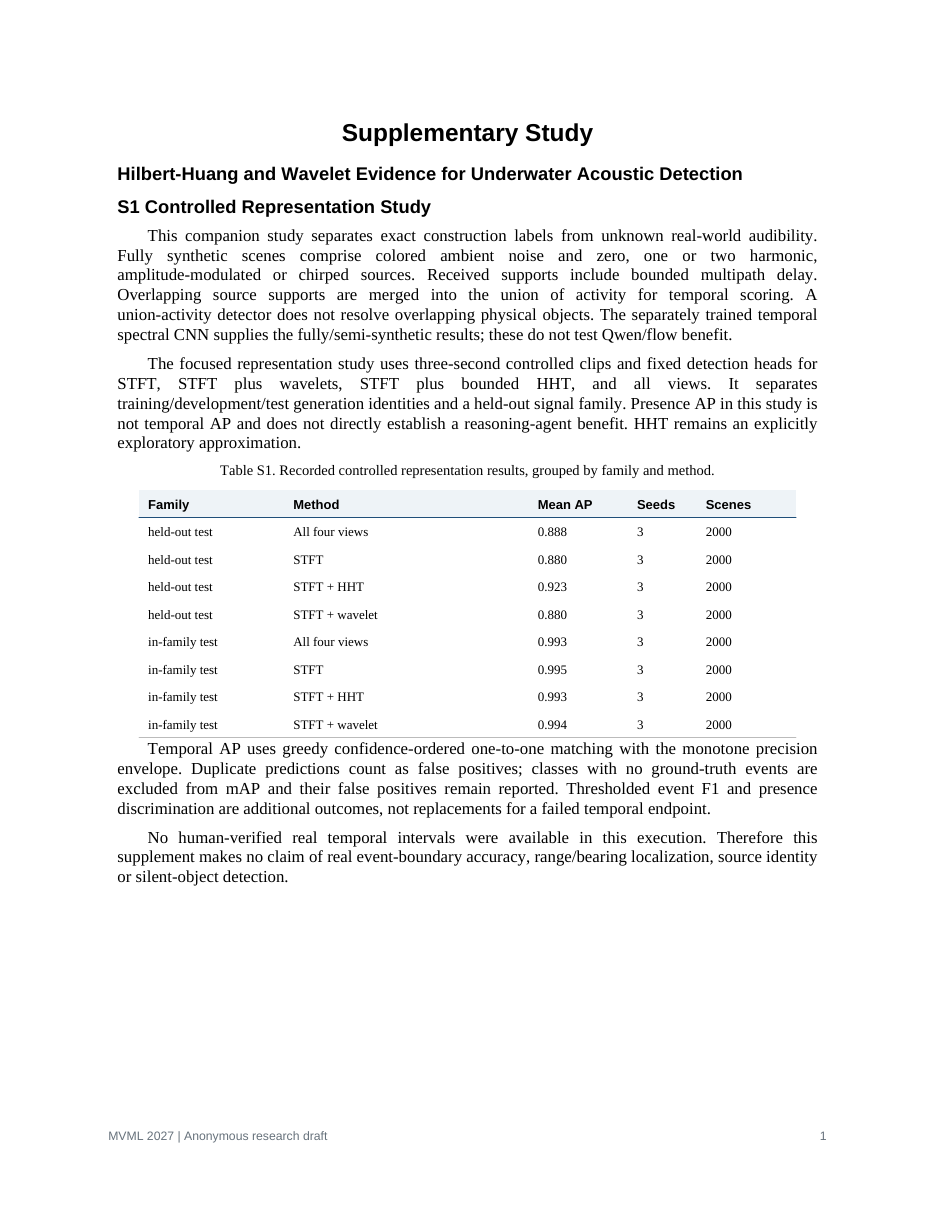 Supplementary Study
Hilbert-Huang and Wavelet Evidence for Underwater Acoustic Detection
S1 Controlled Representation Study
This companion study separates exact construction labels from unknown real-world audibility.
Fully synthetic scenes comprise colored ambient noise and zero, one or two harmonic,
amplitude-modulated or chirped sources. Received supports include bounded multipath delay.
Overlapping source supports are merged into the union of activity for temporal scoring. A
union-activity detector does not resolve overlapping physical objects. The separately trained temporal
spectral CNN supplies the fully/semi-synthetic results; these do not test Qwen/flow benefit.
The focused representation study uses three-second controlled clips and fixed detection heads for
STFT, STFT plus wavelets, STFT plus bounded HHT, and all views. It separates
training/development/test generation identities and a held-out signal family. Presence AP in this study is
not temporal AP and does not directly establish a reasoning-agent benefit. HHT remains an explicitly
exploratory approximation.
Table S1. Recorded controlled representation results, grouped by family and method.
Family Method Mean AP Seeds Scenes
held-out test All four views 0.888 3 2000
held-out test STFT 0.880 3 2000
held-out test STFT + HHT 0.923 3 2000
held-out test STFT + wavelet 0.880 3 2000
in-family test All four views 0.993 3 2000
in-family test STFT 0.995 3 2000
in-family test STFT + HHT 0.993 3 2000
in-family test STFT + wavelet 0.994 3 2000
Temporal AP uses greedy confidence-ordered one-to-one matching with the monotone precision
envelope. Duplicate predictions count as false positives; classes with no ground-truth events are
excluded from mAP and their false positives remain reported. Thresholded event F1 and presence
discrimination are additional outcomes, not replacements for a failed temporal endpoint.
No human-verified real temporal intervals were available in this execution. Therefore this
supplement makes no claim of real event-boundary accuracy, range/bearing localization, source identity
or silent-object detection.
MVML 2027 | Anonymous research draft 1